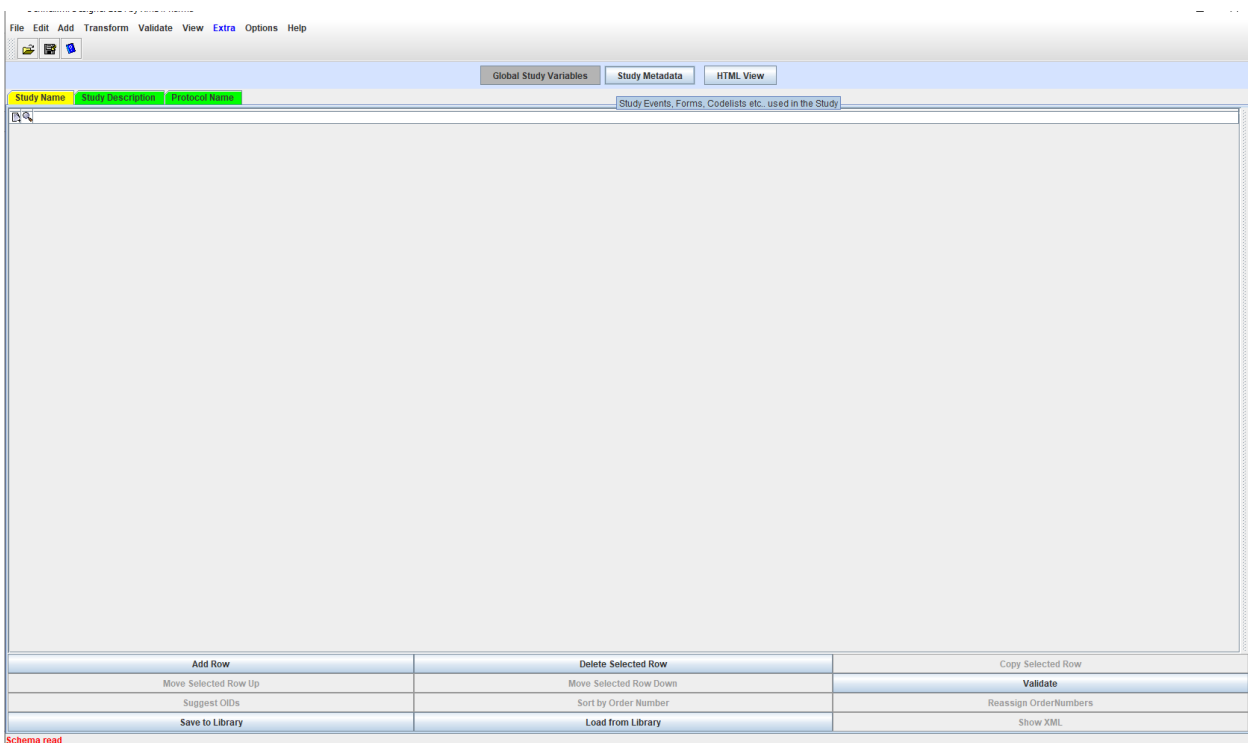 File Edit Add Transform Validate View Extra Options Help
Global Study Variables Study Metadata HTML View
Study Name Study Description Protocol Name
Study Events, Forms, Codelists etc.. used in the Study
Add Row Delete Selected Row Copy Selected Row
Move Selected Row Up Move Selected Row Down Validate
Suggest OIDs Sort by Order Number Reassign OrderNumbers
Save to Library Load from Library Show XML
Schema read